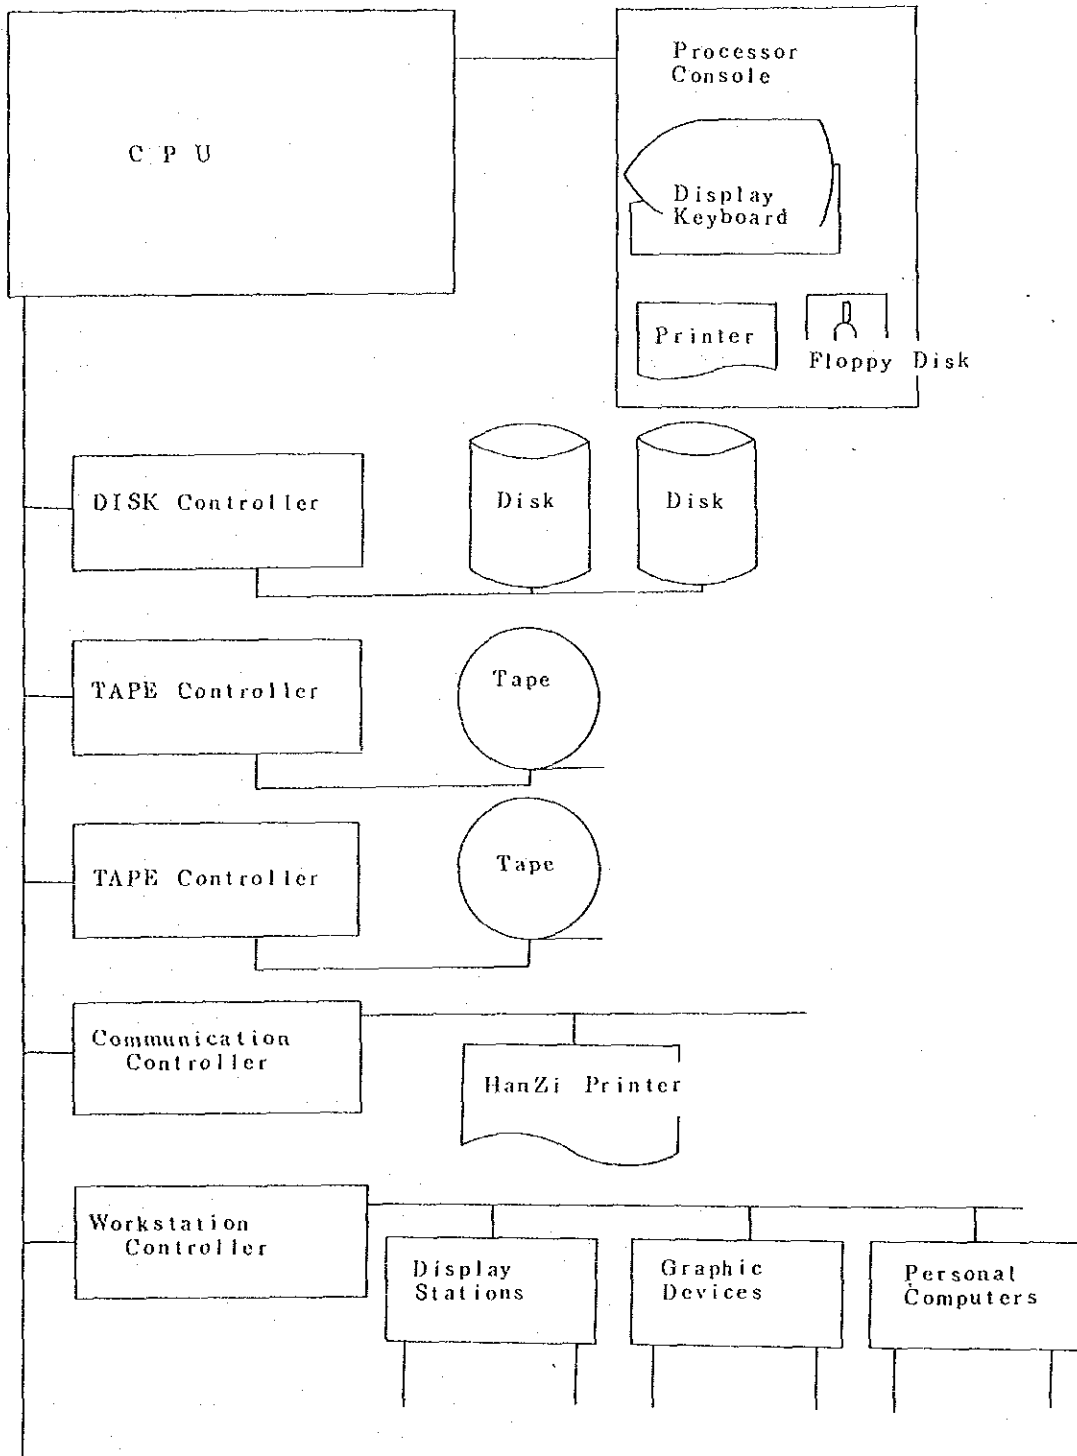 Processor
Console
C P U
Display
Keyboard
Printer
Floppy Disk
DISK Controller
Disk
Disk
TAPE Controller
Tape
TAPE Controller
Tape
Communication
Controller
HanZi Printer
Workstation
Controller
Display
Stations
Graphic
Devices
Personal
Computers